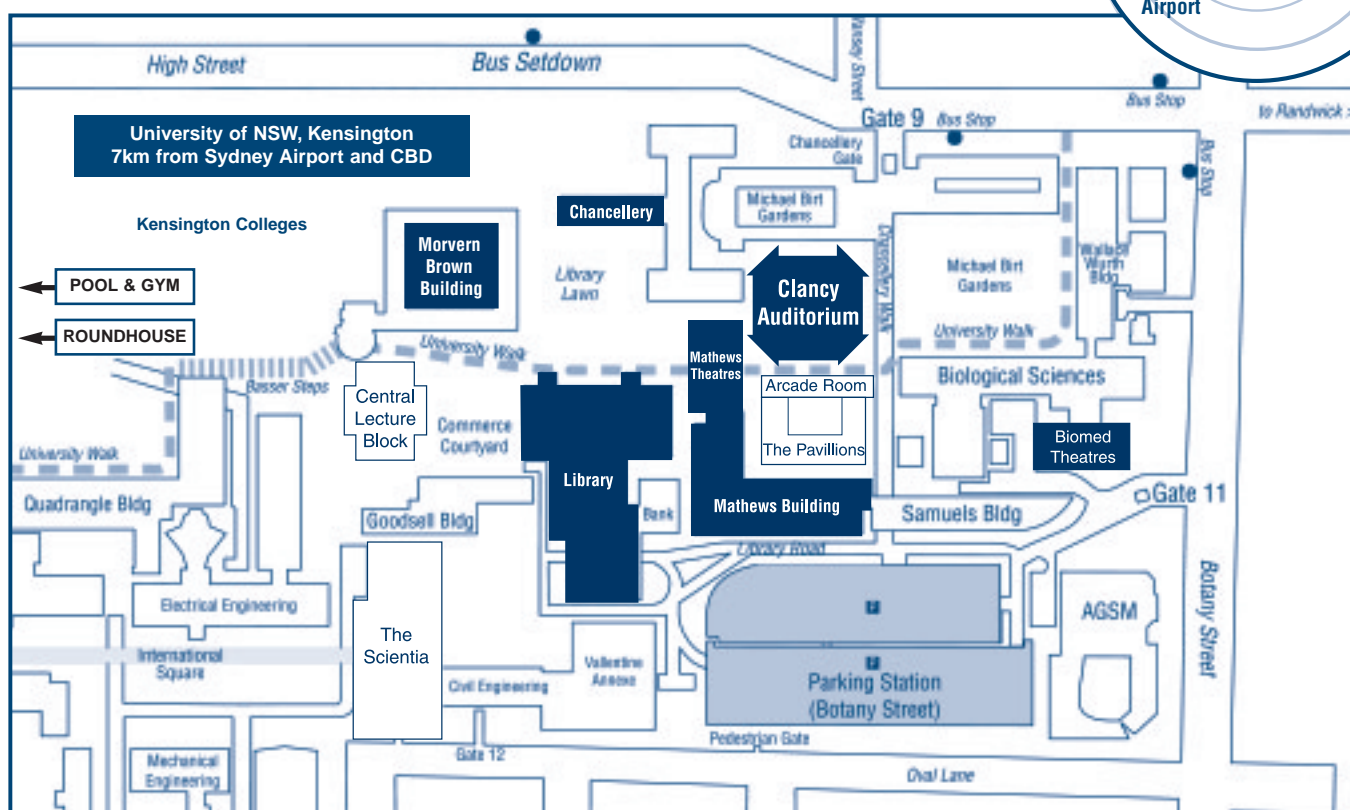 Airport
High Street
Bus Setdown
Bus Stop
to Randwick >
Gate 9
Bus Stop
University of NSW, Kensington
7km from Sydney Airport and CBD
Chancellery
Gate
Bus Stop
Kensington Colleges
Chancellery
Michael Birt
Gardens
Morvern
Brown
Building
Library
Lawn
Clancy
Auditorium
Chancellery Walk
Michael Birt
Gardens
Wallace
Wurth
Bldg
POOL & GYM
ROUNDHOUSE
University Walk
University Walk
Mathews
Theatres
Basser Steps
Arcade Room
Biological Sciences
Central
Lecture
Block
Commerce
Courtyard
The Pavillions
Biomed
Theatres
University Walk
Library
Quadrangle Bldg
Goodsell Bldg
Bank
Mathews Building
Samuels Bldg
Gate 11
Library Road
Botany Street
Electrical Engineering
P
AGSM
The
Scientia
International
Square
Vallentine
Annexe
P
Civil Engineering
Parking Station
(Botany Street)
Pedestrian Gate
Gate 12
Mechanical
Engineering
Oval Lane